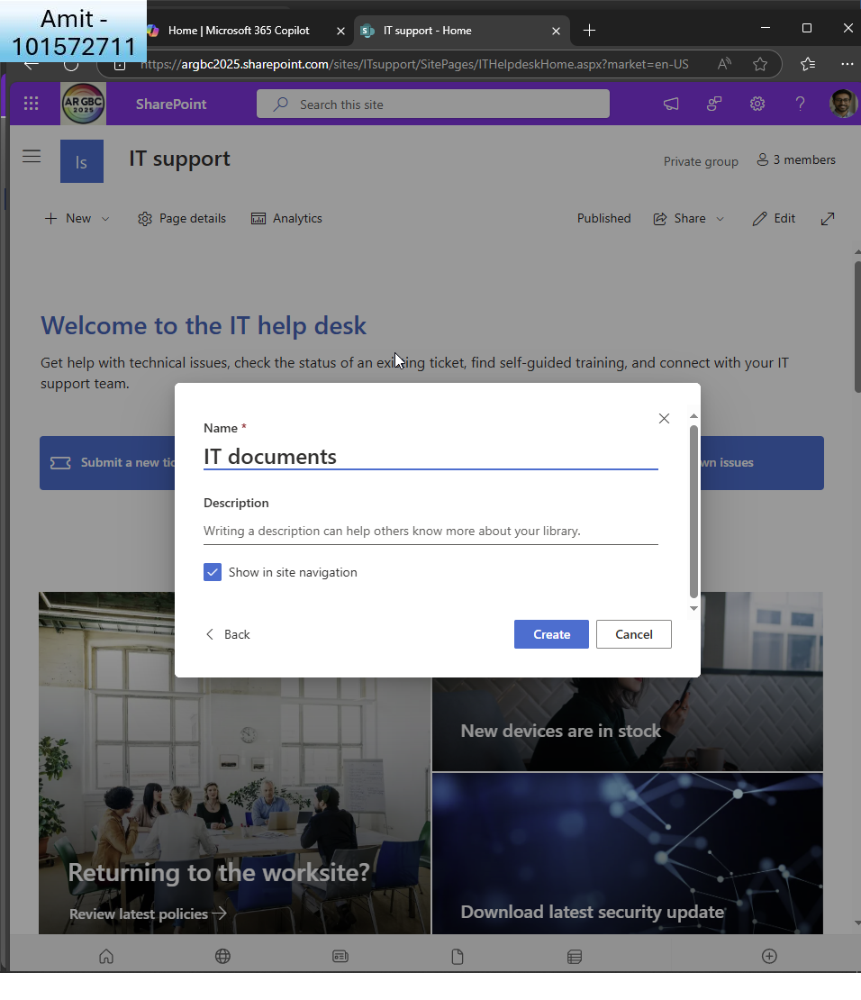 Amit -
101572711
Home | Microsoft 365 Copilot
IT support - Home
https://argbc2025.sharepoint.com/sites/ITsupport/SitePages/ITHelpdeskHome.aspx?market=en-US
AR GBC
2025
SharePoint
Search this site
Is
IT support
Private group
3 members
New
Page details
Analytics
Published
Share
Edit
Welcome to the IT help desk
Get help with technical issues, check the status of an existing ticket, find self-guided training, and connect with your IT
support team.
Submit a new tic
wn issues
Name *
IT documents
Description
Writing a description can help others know more about your library.
Show in site navigation
Back
Create
Cancel
New devices are in stock
Returning to the worksite?
Review latest policies
Download latest security update